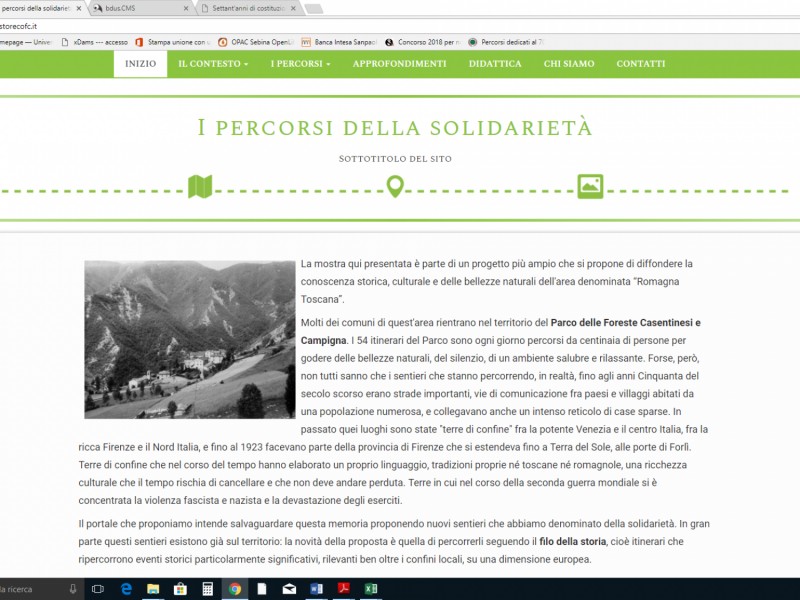 percorsi della solidariet
bdus.CMS
Settant'anni di costituzio
storecofc.it
mepage — Univer
xDams --- accesso
Stampa unione con u
OPAC Sebina OpenL
Banca Intesa Sanpaol
Concorso 2018 per n
Percorsi dedicati al 7
INIZIO
IL CONTESTO
I PERCORSI
APPROFONDIMENTI
DIDATTICA
CHI SIAMO
CONTATTI
I PERCORSI DELLA SOLIDARIETÀ
SOTTOTITOLO DEL SITO
La mostra qui presentata è parte di un progetto più ampio che si propone di diffondere la
conoscenza storica, culturale e delle bellezze naturali dell'area denominata “Romagna
Toscana”.
Molti dei comuni di quest'area rientrano nel territorio del Parco delle Foreste Casentinesi e
Campigna. I 54 itinerari del Parco sono ogni giorno percorsi da centinaia di persone per
godere delle bellezze naturali, del silenzio, di un ambiente salubre e rilassante. Forse, però,
non tutti sanno che i sentieri che stanno percorrendo, in realtà, fino agli anni Cinquanta del
secolo scorso erano strade importanti, vie di comunicazione fra paesi e villaggi abitati da
una popolazione numerosa, e collegavano anche un intenso reticolo di case sparse. In
passato quei luoghi sono state "terre di confine" fra la potente Venezia e il centro Italia, fra la
ricca Firenze e il Nord Italia, e fino al 1923 facevano parte della provincia di Firenze che si estendeva fino a Terra del Sole, alle porte di Forlì.
Terre di confine che nel corso del tempo hanno elaborato un proprio linguaggio, tradizioni proprie né toscane né romagnole, una ricchezza
culturale che il tempo rischia di cancellare e che non deve andare perduta. Terre in cui nel corso della seconda guerra mondiale si è
concentrata la violenza fascista e nazista e la devastazione degli eserciti.
Il portale che proponiamo intende salvaguardare questa memoria proponendo nuovi sentieri che abbiamo denominato della solidarietà. In gran
parte questi sentieri esistono già sul territorio: la novità della proposta è quella di percorrerli seguendo il filo della storia, cioè itinerari che
ripercorrono eventi storici particolarmente significativi, rilevanti ben oltre i confini locali, su una dimensione europea.
la ricerca